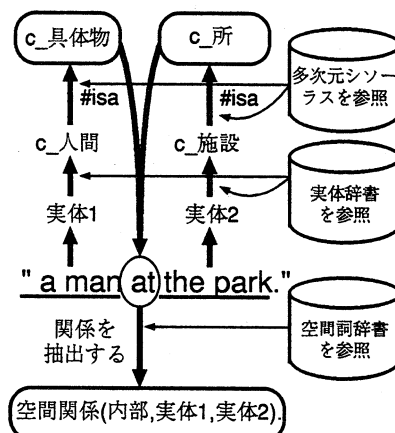 c_具体物
c_所
多次元シソー
ラスを参照
#isa
#isa
c_人間
c_施設
実体辞書
を参照
実体1
実体2
" a man at the park."
関係を
抽出する
空間詞辞書
を参照
空間関係(内部,実体1,実体2).